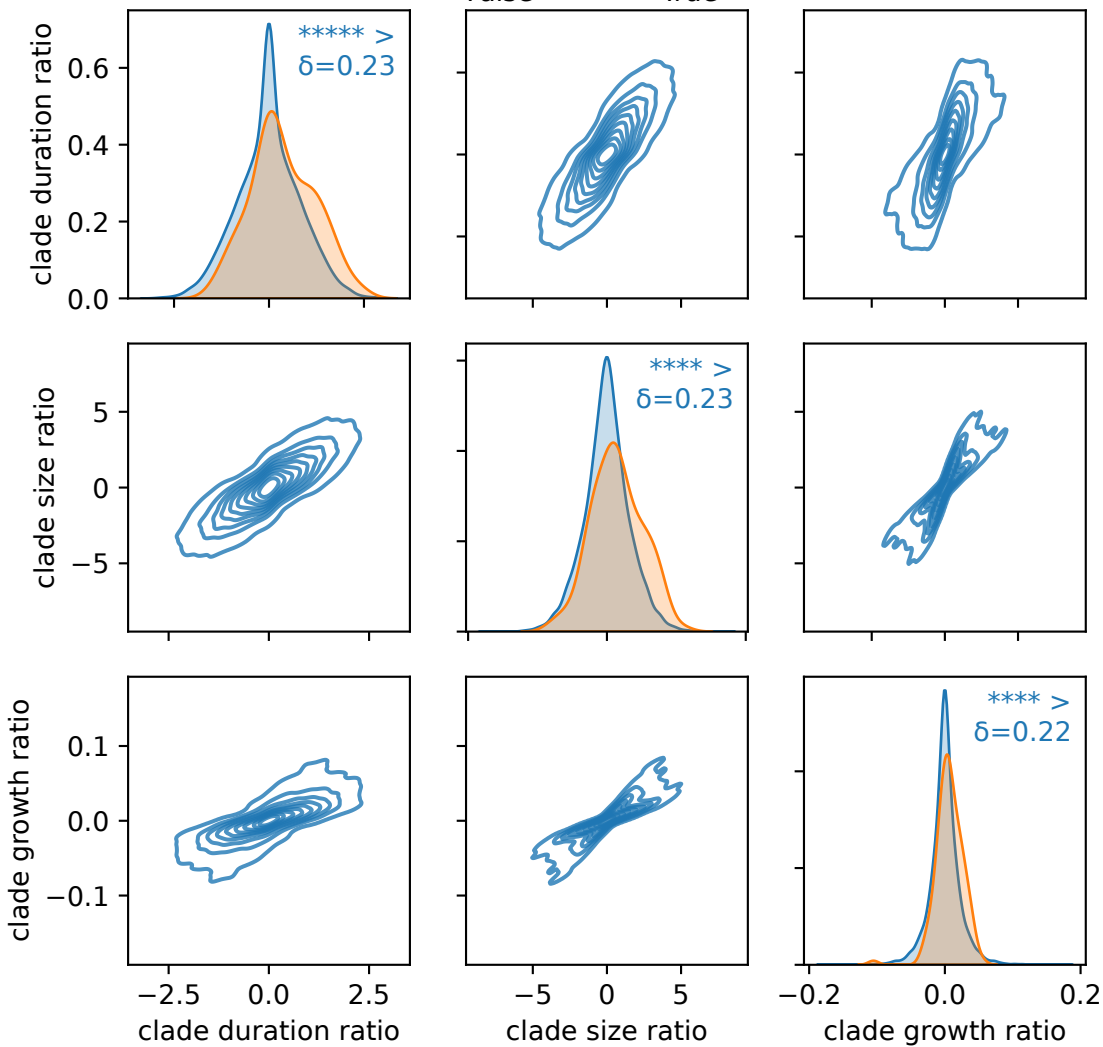 ***** >
δ=0.23
clade duration ratio
0.6
0.4
0.2
0.0
**** >
δ=0.23
clade size ratio
5
0
−5
**** >
δ=0.22
clade growth ratio
0.1
0.0
−0.1
−2.5 0.0 2.5
−5 0 5
−0.2 0.0 0.2
clade duration ratio
clade size ratio
clade growth ratio